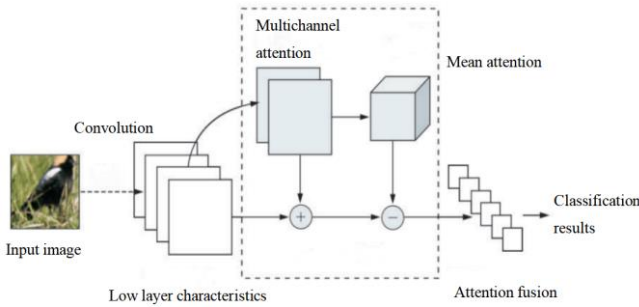 Multichannel
attention
Mean attention
Convolution
+
−
Classification
results
Input image
Low layer characteristics
Attention fusion